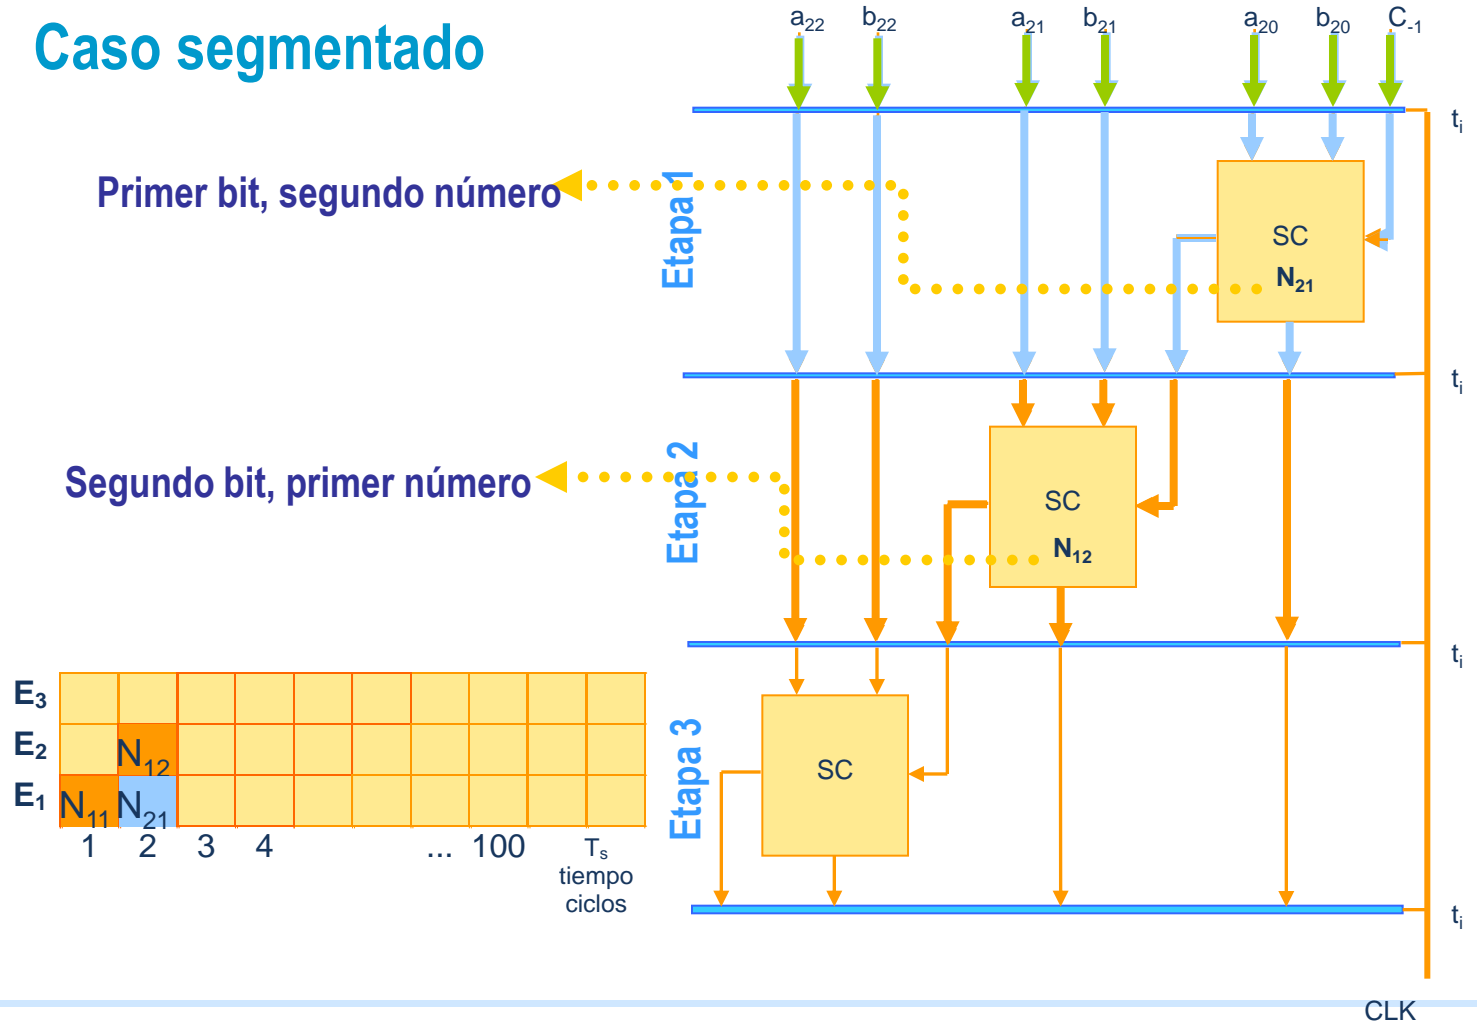 Caso segmentado
a22 b22 a21 b21 a20 b20 C-1
ti
Etapa 1
Primer bit, segundo número
SC
N21
ti
Etapa 2
Segundo bit, primer número
SC
N12
ti
Etapa 3
SC
E3
E2 N12
E1 N11 N21
1 2 3 4 ... 100 Ts
tiempo
ciclos
ti
CLK